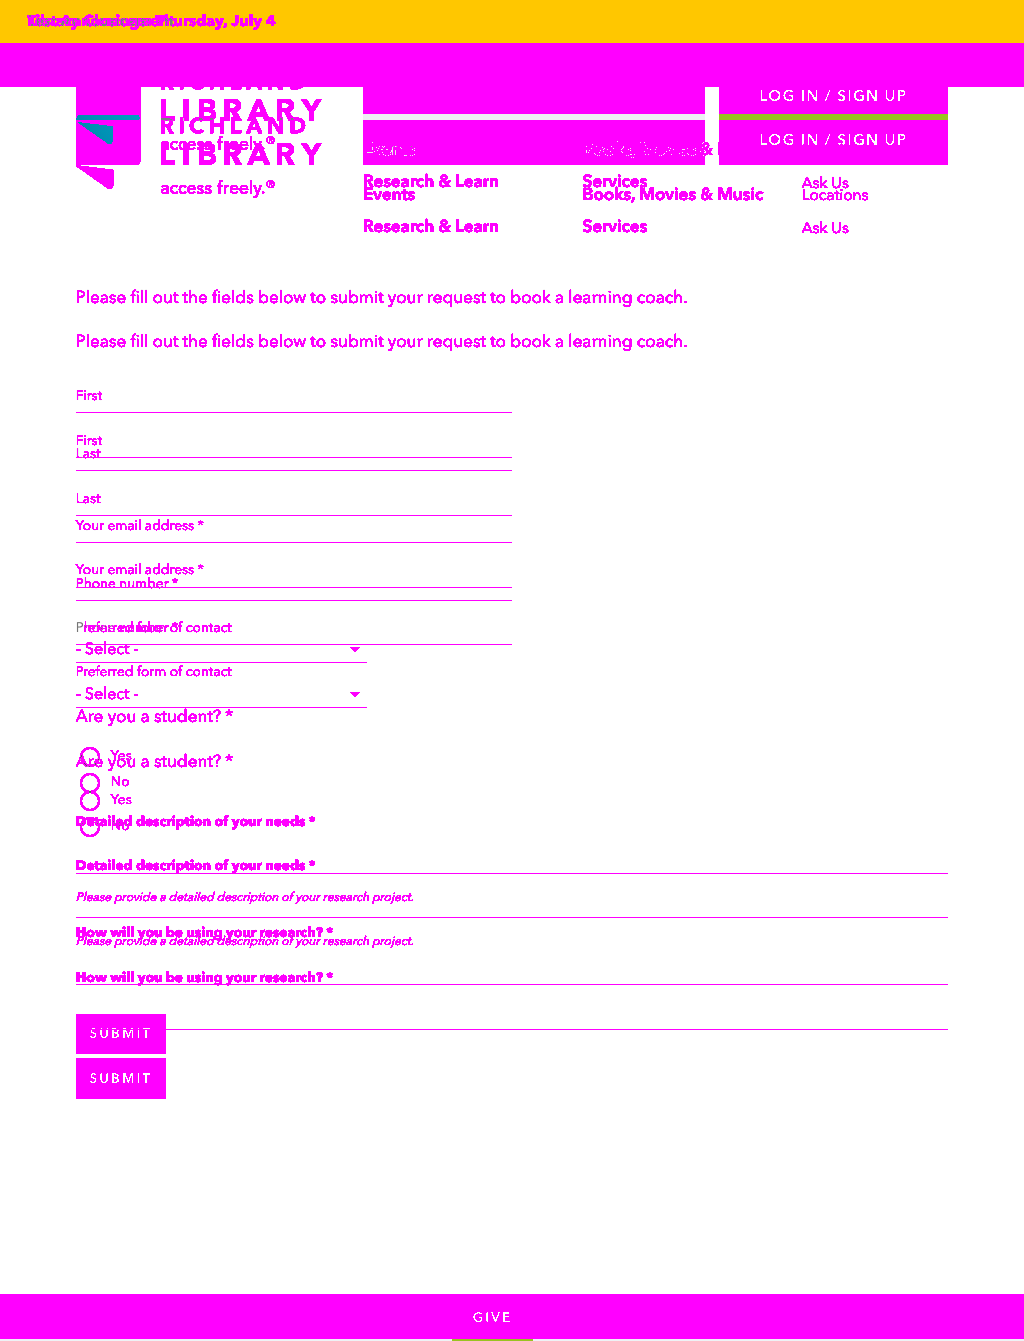 Thursday, July 4
RICHLAND
LOG IN / SIGN UP
LIBRARY
RICHLAND
LOG IN / SIGN UP
access freely.®
LIBRARY
Events
&
Research & Learn
Services
Ask Us
access freely.®
Events
Books, Movies & Music
Locations
Research & Learn
Services
Ask Us
Please fill out the fields below to submit your request to book a learning coach.
Please fill out the fields below to submit your request to book a learning coach.
First
First
Last
Last
Your email address *
Your email address *
Phone number *
Preferred form of contact
- Select -
Preferred form of contact
- Select -
Are you a student? *
Yes
Are you a student? *
No
Yes
Detailed description of your needs *
No
Detailed description of your needs *
Please provide a detailed description of your research project.
How will you be using your research? *
Please provide a detailed description of your research project.
How will you be using your research? *
SUBMIT
SUBMIT
GIVE